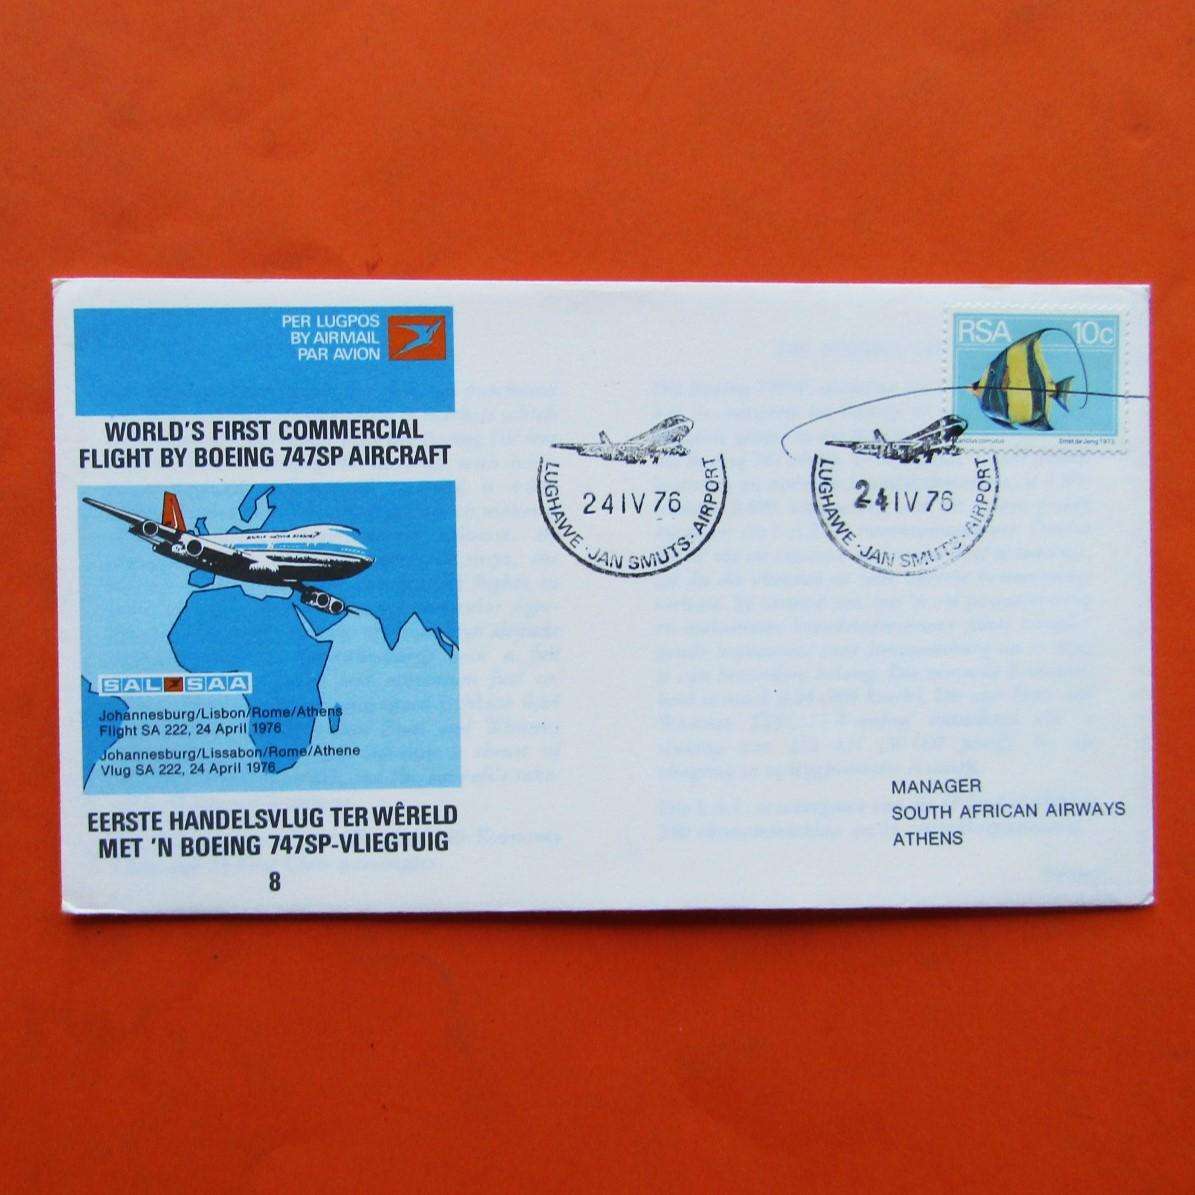 PER LUGPOS
BY AIRMAIL
PAR AVION
WORLD'S FIRST COMMERCIAL
FLIGHT BY BOEING 747SP AIRCRAFT
SAL SAA
Johannesburg/Lisbon/Rome/Athens
Flight SA 222, 24 April 1976
Johannesburg/Lissabon/Rome/Athene
Vlug SA 222, 24 April 1976
EERSTE HANDELSVLUG TER WÊRELD
MET 'N BOEING 747SP-VLIEGTUIG
8
24 IV 76
LUGHAWE · JAN SMUTS · AIRPORT
RSA 10c
24 IV 76
LUGHAWE · JAN SMUTS · AIRPORT
MANAGER
SOUTH AFRICAN AIRWAYS
ATHENS